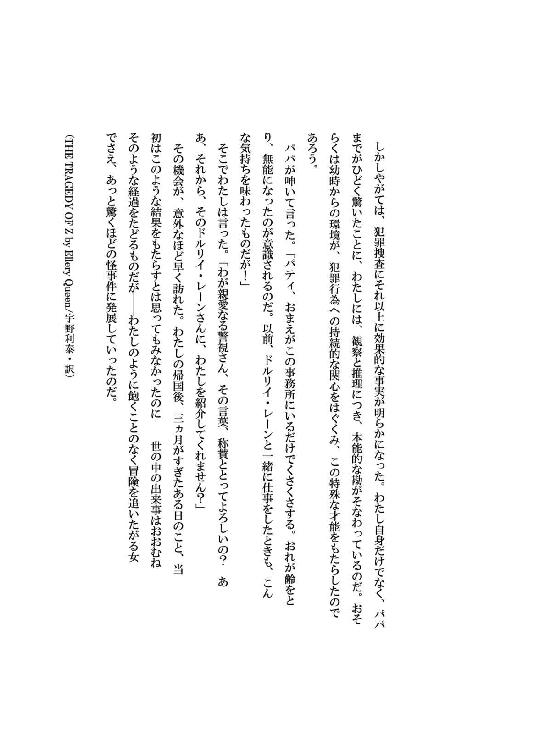 しかしやがては、犯罪捜査にそれ以上に効果的な事実が明らかになった。わたし自身だけでなく、パパ
までがひどく驚いたことに、わたしには、観察と推理につき、本能的な勘がそなわっているのだ。おそ
らくは幼時からの環境が、犯罪行為への持続的な関心をはぐくみ、この特殊な才能をもたらしたので
あろう。
パパが呻いて言った。「パティ、おまえがこの事務所にいるだけでくさくさする。おれが齢をと
り、無能になったのが意識されるのだ。以前、ドルリイ・レーンと一緒に仕事をしたときも、こん
な気持ちを味わったものだが！」
そこでわたしは言った。「わが親愛なる警視さん、その言葉、称賛ととってよろしいの？　あ
あ、それから、そのドルリイ・レーンさんに、わたしを紹介してくれません？」
その機会が、意外なほど早く訪れた。わたしの帰国後、三ヵ月がすぎたある日のこと、当
初はこのような結果をもたらすとは思ってもみなかったのに　世の中の出来事はおおむね
そのような経過をたどるものだが――わたしのように飽くことのなく冒険を追いたがる女
でさえ、あっと驚くほどの怪事件に発展していったのだ。
（THE TRAGEDY OF Z by Ellery Queen/宇野利泰・訳）